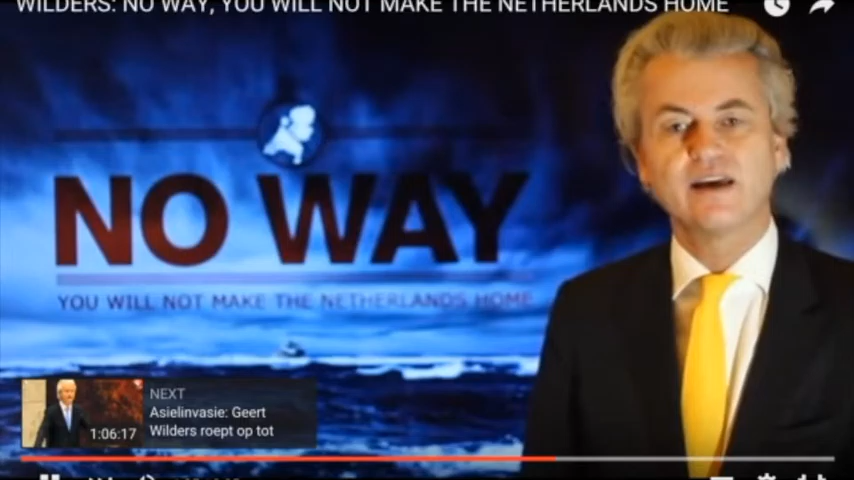 WILDERS: NO WAY, YOU WILL NOT MAKE THE NETHERLANDS HOME
NO WAY
YOU WILL NOT MAKE THE NETHERLANDS HOME
NEXT
Asielinvasie: Geert
Wilders roept op tot
1:06:17